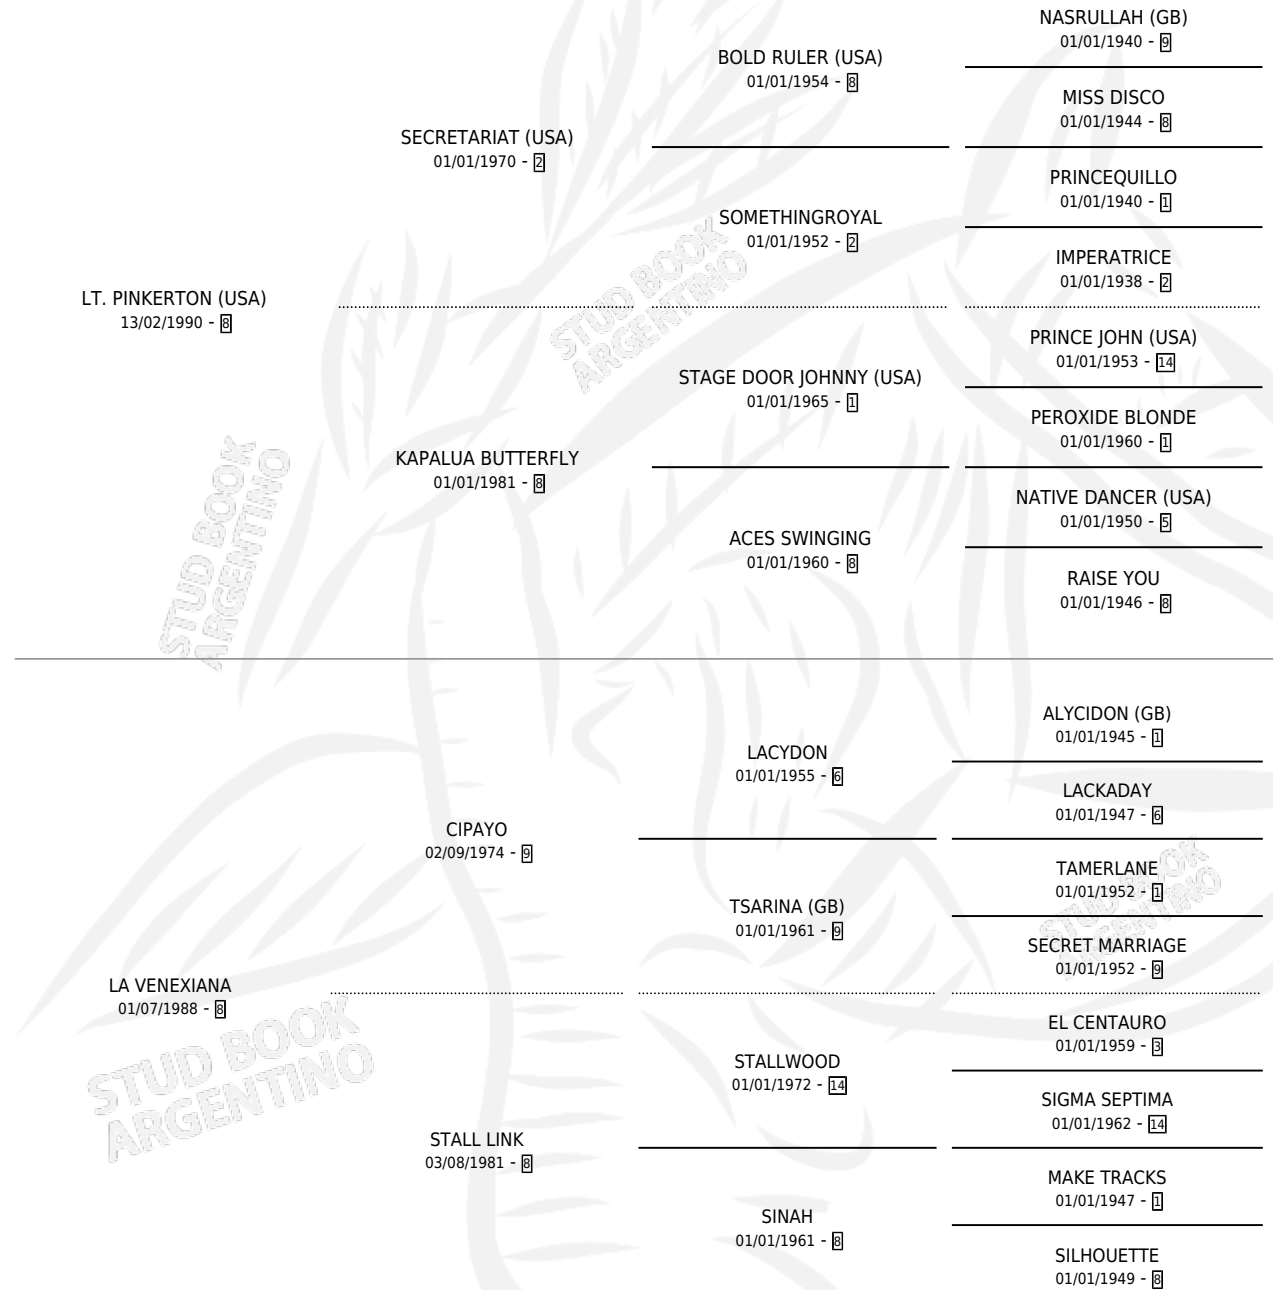 NASRULLAH (GB)
01/01/1940 - 9
BOLD RULER (USA)
01/01/1954 - 8
MISS DISCO
01/01/1944 - 8
SECRETARIAT (USA)
01/01/1970 - 2
PRINCEQUILLO
01/01/1940 - 1
SOMETHINGROYAL
01/01/1952 - 2
IMPERATRICE
01/01/1938 - 2
LT. PINKERTON (USA)
13/02/1990 - 8
PRINCE JOHN (USA)
01/01/1953 - 14
STAGE DOOR JOHNNY (USA)
01/01/1965 - 1
PEROXIDE BLONDE
01/01/1960 - 1
KAPALUA BUTTERFLY
01/01/1981 - 8
NATIVE DANCER (USA)
01/01/1950 - 5
ACES SWINGING
01/01/1960 - 8
RAISE YOU
01/01/1946 - 8
STUD BOOK
ARGENTINO
STUD BOOK
ARGENTINO
ALYCIDON (GB)
01/01/1945 - 1
LACYDON
01/01/1955 - 6
LACKADAY
01/01/1947 - 6
CIPAYO
02/09/1974 - 9
TAMERLANE
01/01/1952 - 1
TSARINA (GB)
01/01/1961 - 9
SECRET MARRIAGE
01/01/1952 - 9
STUD BOOK
ARGENTINO
LA VENEXIANA
01/07/1988 - 8
EL CENTAURO
01/01/1959 - 3
STALLWOOD
01/01/1972 - 14
SIGMA SEPTIMA
01/01/1962 - 14
STUD BOOK
ARGENTINO
STALL LINK
03/08/1981 - 8
MAKE TRACKS
01/01/1947 - 1
SINAH
01/01/1961 - 8
SILHOUETTE
01/01/1949 - 8